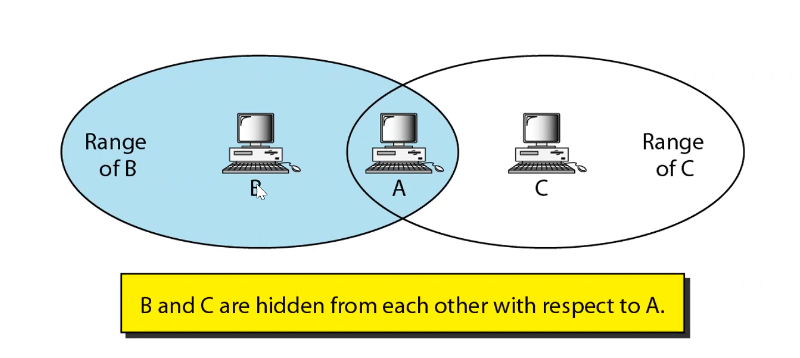 Range
of B
B
A
C
Range
of C
B and C are hidden from each other with respect to A.